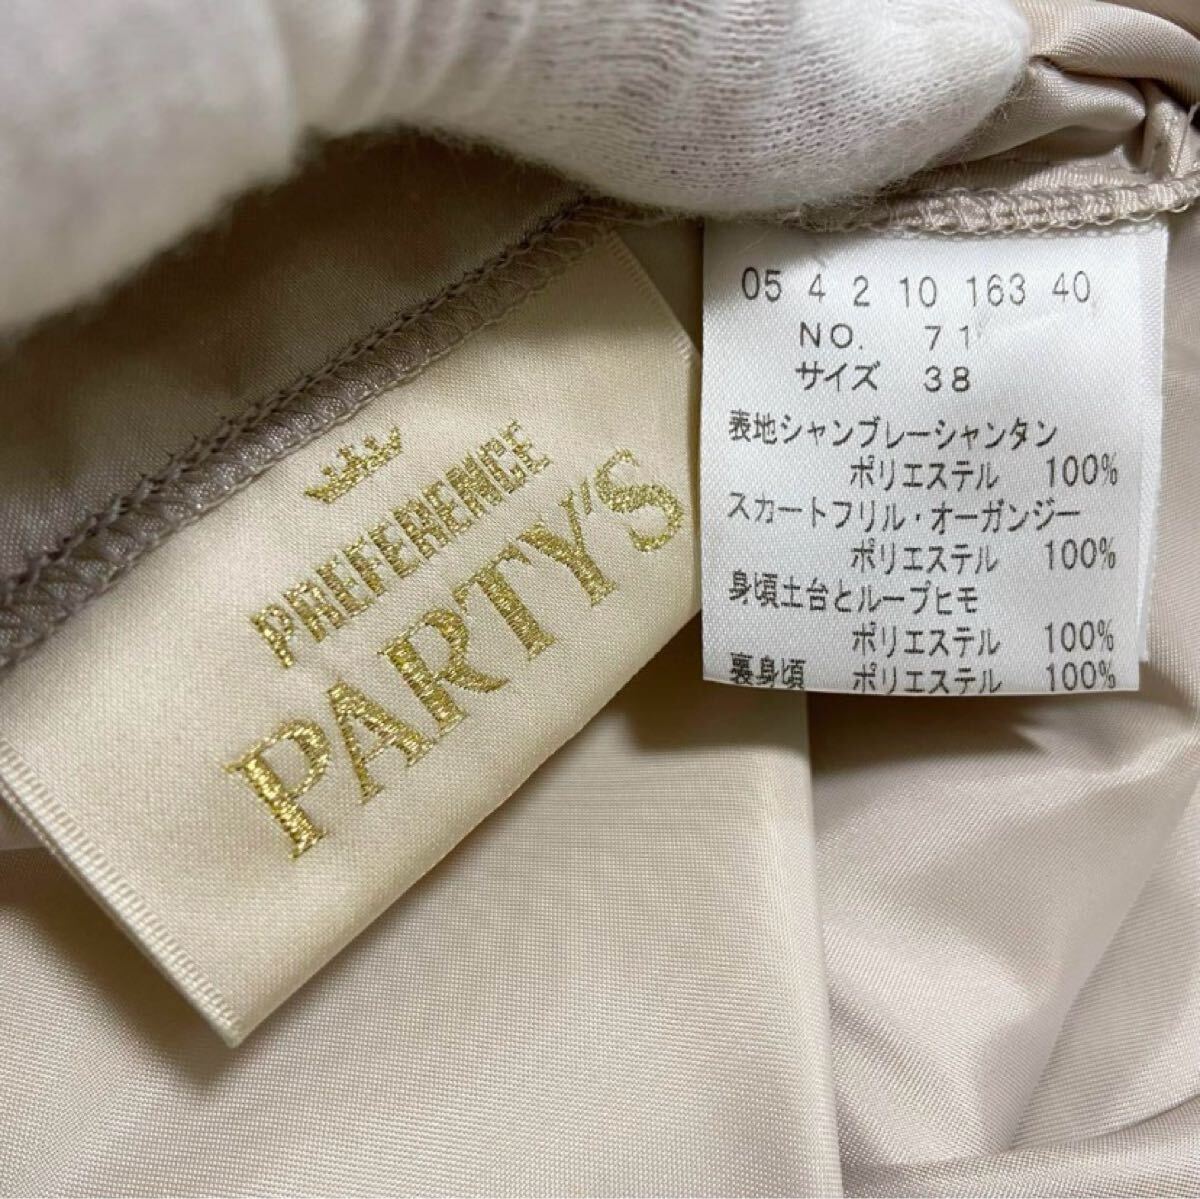 PREFERENCE
PARTY'S
05 4 2 10 163 40
NO. 71
サイズ 38
表地シャンブレーシャンタン
ポリエステル 100%
スカートフリル・オーガンジー
ポリエステル 100%
身頃土台とループヒモ
ポリエステル 100%
裏身頃 ポリエステル 100%